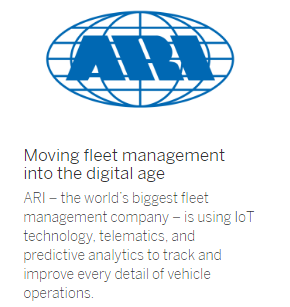 ARI
Moving fleet management
into the digital age
ARI – the world's biggest fleet
management company – is using IoT
technology, telematics, and
predictive analytics to track and
improve every detail of vehicle
operations.